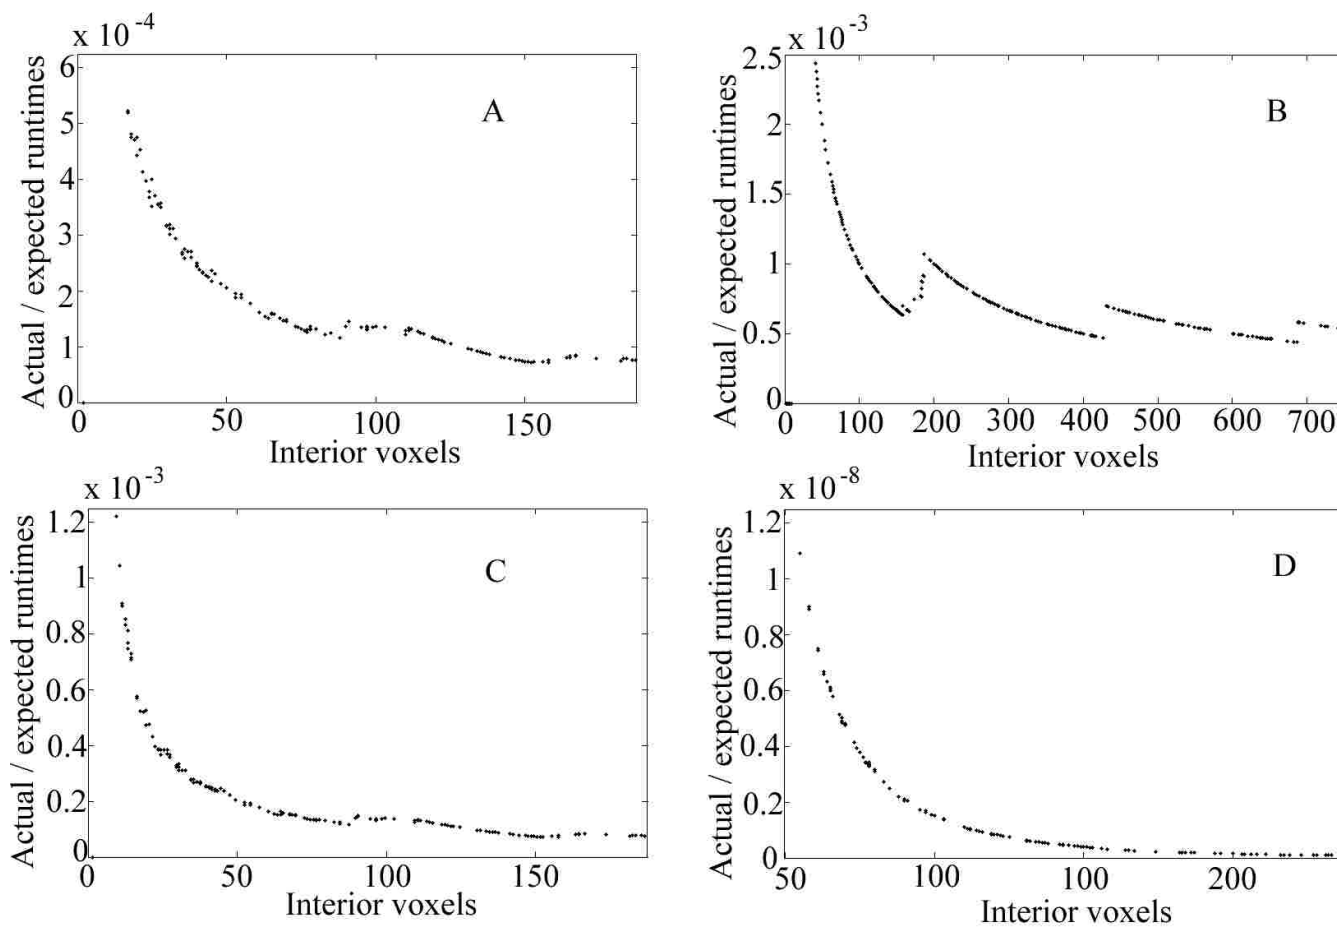 x 10^-4
Actual / expected runtimes
6
5
4
3
2
1
0
A
50 100 150
Interior voxels
x 10^-3
Actual / expected runtimes
2.5
2
1.5
1
0.5
0
B
0 100 200 300 400 500 600 700
Interior voxels
x 10^-3
Actual / expected runtimes
1.2
1
0.8
0.6
0.4
0.2
0
C
0 50 100 150
Interior voxels
x 10^-8
Actual / expected runtimes
1.2
1
0.8
0.6
0.4
0.2
0
D
50 100 100 200
Interior voxels